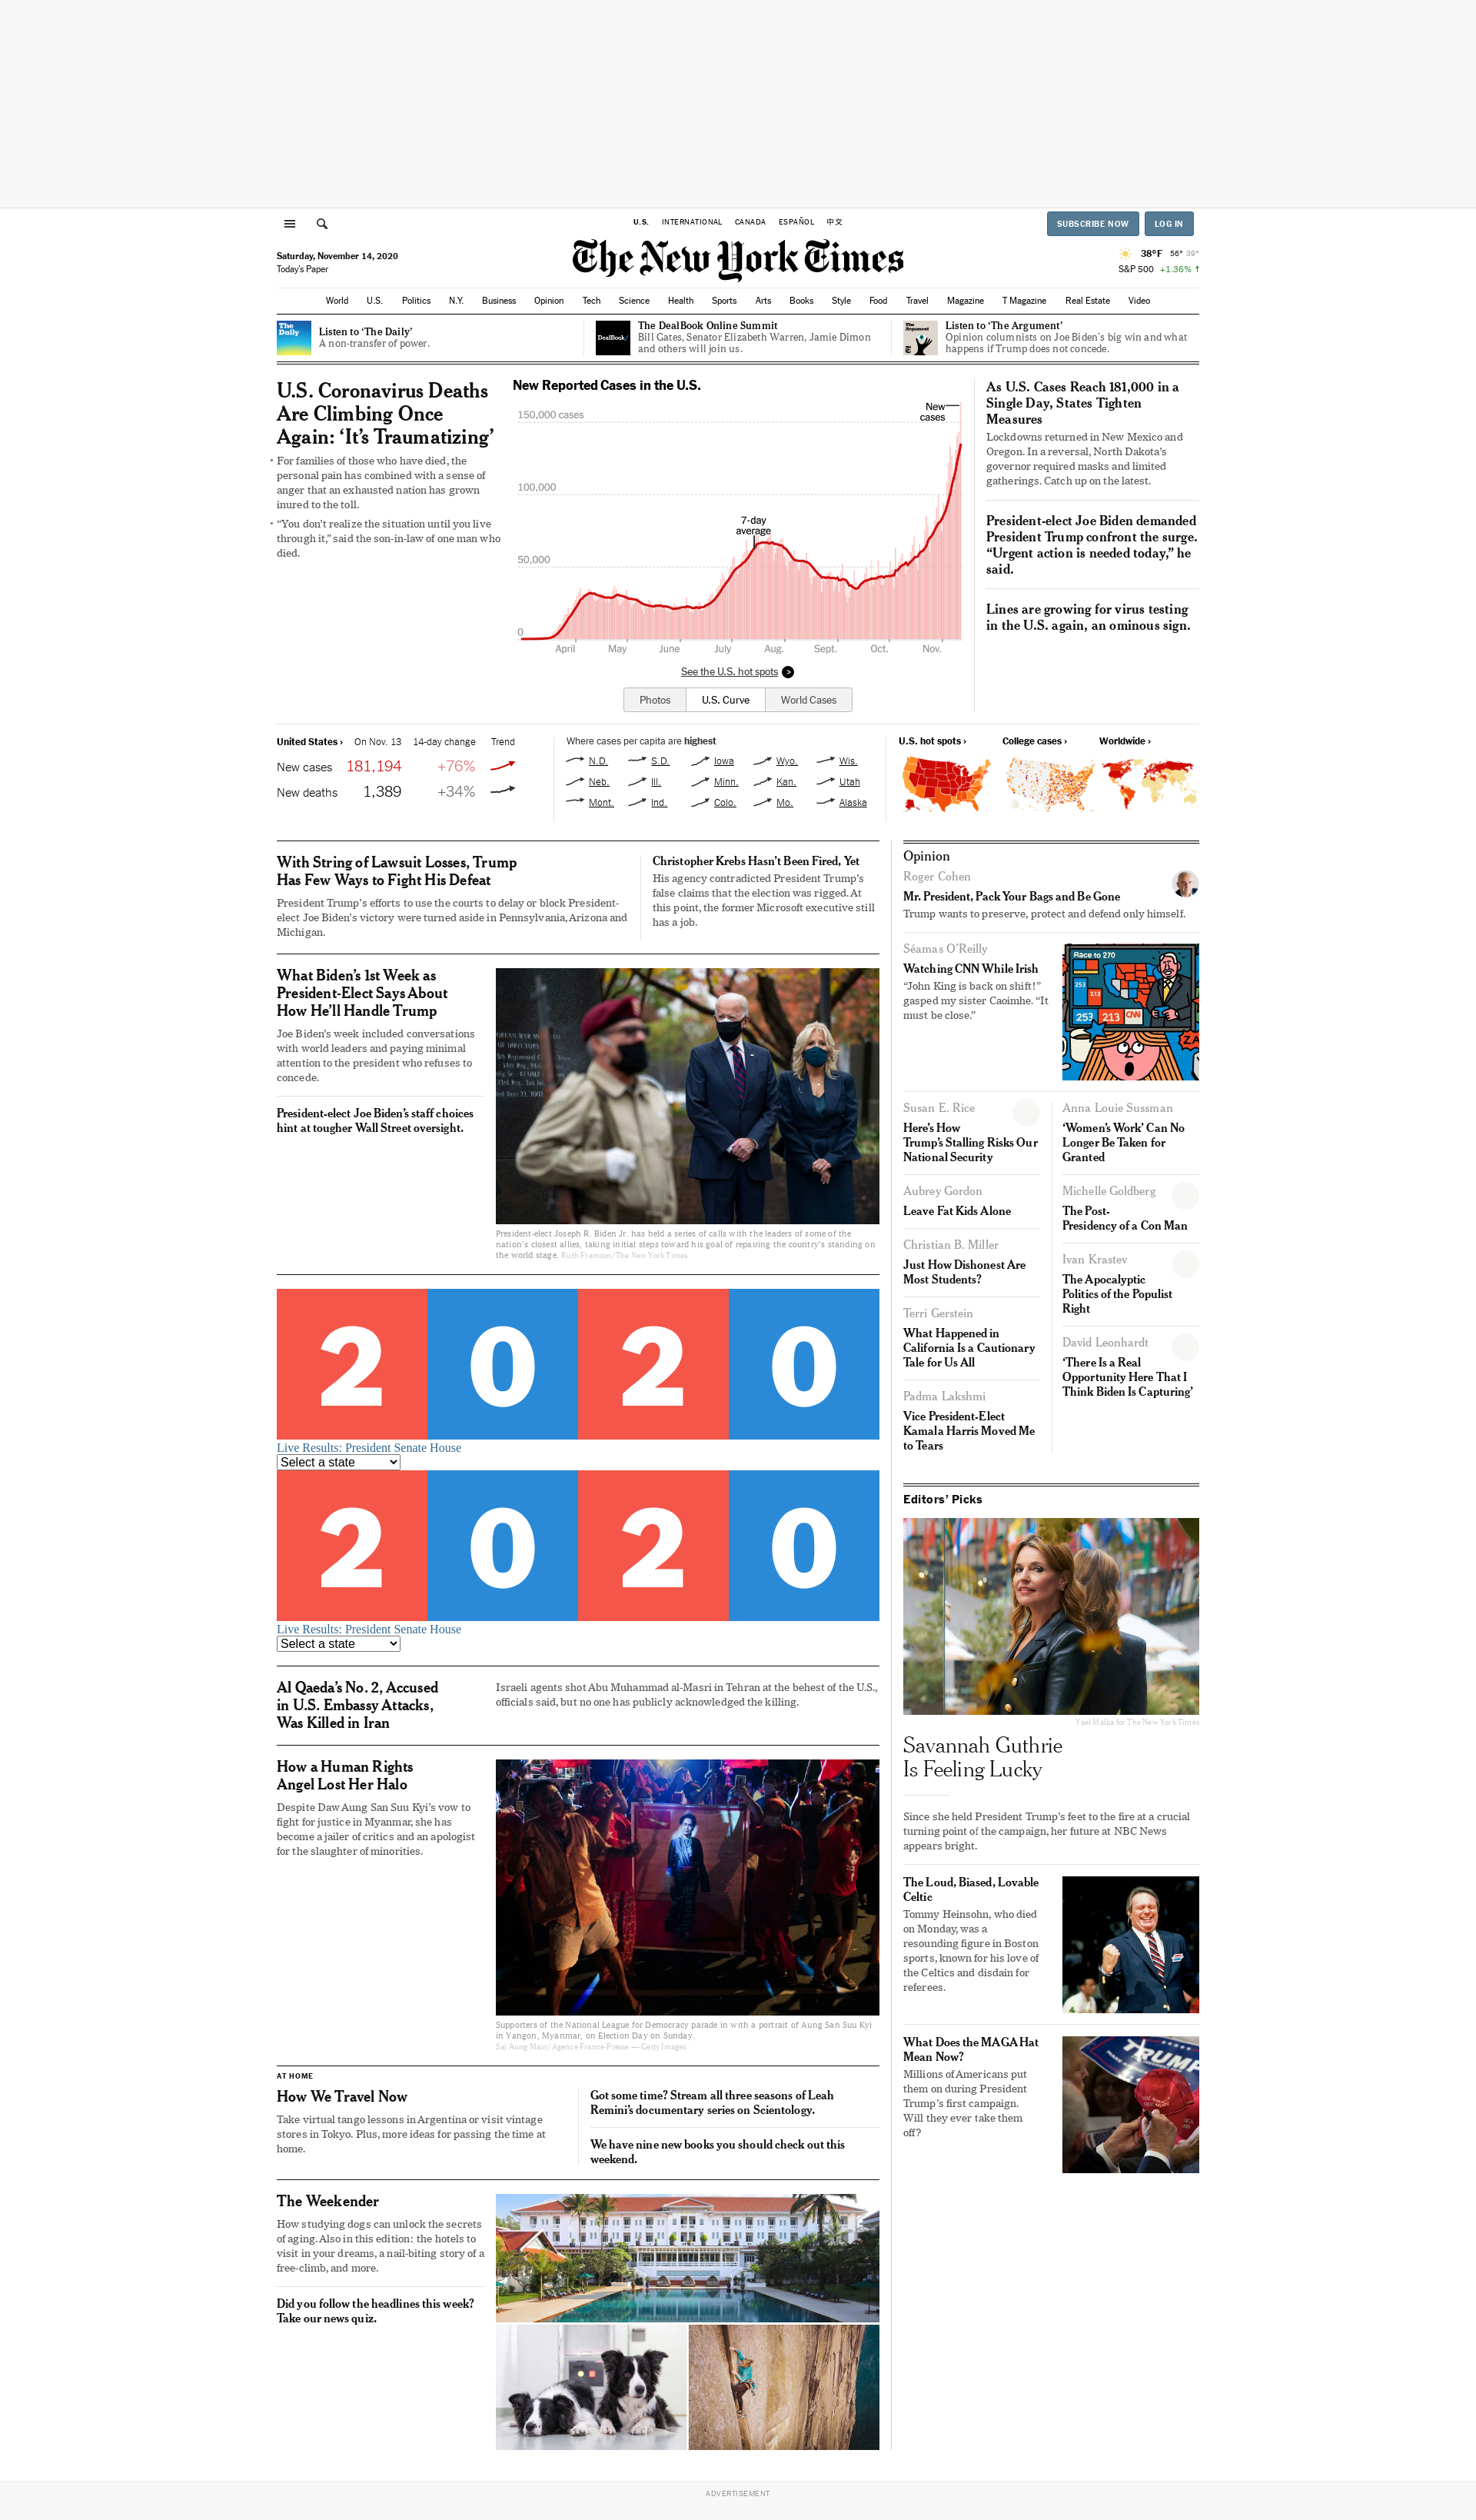 U.S.
INTERNATIONAL
CANADA
ESPAÑOL
中文
SUBSCRIBE NOW
LOG IN
Saturday, November 14, 2020
Today's Paper
The New York Times
38°F 56° 39°
S&P 500 +1.36% ↑
World U.S. Politics N.Y. Business Opinion Tech Science Health Sports Arts Books Style Food Travel Magazine T Magazine Real Estate Video
The Daily
Listen to ‘The Daily’
A non-transfer of power.
DealBook/
The DealBook Online Summit
Bill Gates, Senator Elizabeth Warren, Jamie Dimon
and others will join us.
The Argument
Listen to ‘The Argument’
Opinion columnists on Joe Biden's big win and what
happens if Trump does not concede.
U.S. Coronavirus Deaths
Are Climbing Once
Again: ‘It’s Traumatizing’
• For families of those who have died, the
personal pain has combined with a sense of
anger that an exhausted nation has grown
inured to the toll.
• “You don’t realize the situation until you live
through it,” said the son-in-law of one man who
died.
New Reported Cases in the U.S.
150,000 cases
100,000
50,000
0
New
cases
7-day
average
April May June July Aug. Sept. Oct. Nov.
See the U.S. hot spots >
Photos
U.S. Curve
World Cases
As U.S. Cases Reach 181,000 in a
Single Day, States Tighten
Measures
Lockdowns returned in New Mexico and
Oregon. In a reversal, North Dakota’s
governor required masks and limited
gatherings. Catch up on the latest.
President-elect Joe Biden demanded
President Trump confront the surge.
“Urgent action is needed today,” he
said.
Lines are growing for virus testing
in the U.S. again, an ominous sign.
United States › On Nov. 13 14-day change Trend
New cases 181,194 +76%
New deaths 1,389 +34%
Where cases per capita are highest
N.D. S.D. Iowa Wyo. Wis.
Neb. Ill. Minn. Kan. Utah
Mont. Ind. Colo. Mo. Alaska
U.S. hot spots ›
College cases ›
Worldwide ›
With String of Lawsuit Losses, Trump
Has Few Ways to Fight His Defeat
President Trump’s efforts to use the courts to delay or block President-
elect Joe Biden’s victory were turned aside in Pennsylvania, Arizona and
Michigan.
Christopher Krebs Hasn’t Been Fired, Yet
His agency contradicted President Trump’s
false claims that the election was rigged. At
this point, the former Microsoft executive still
has a job.
What Biden’s 1st Week as
President-Elect Says About
How He’ll Handle Trump
Joe Biden’s week included conversations
with world leaders and paying minimal
attention to the president who refuses to
concede.
President-elect Joe Biden’s staff choices
hint at tougher Wall Street oversight.
President-elect Joseph R. Biden Jr. has held a series of calls with the leaders of some of the
nation's closest allies, taking initial steps toward his goal of repairing the country's standing on
the world stage. Ruth Fremson/The New York Times
2020
Live Results: President Senate House
Select a state
2020
Live Results: President Senate House
Select a state
Al Qaeda’s No. 2, Accused
in U.S. Embassy Attacks,
Was Killed in Iran
Israeli agents shot Abu Muhammad al-Masri in Tehran at the behest of the U.S.,
officials said, but no one has publicly acknowledged the killing.
How a Human Rights
Angel Lost Her Halo
Despite Daw Aung San Suu Kyi’s vow to
fight for justice in Myanmar, she has
become a jailer of critics and an apologist
for the slaughter of minorities.
Supporters of the National League for Democracy parade in with a portrait of Aung San Suu Kyi
in Yangon, Myanmar, on Election Day on Sunday.
Sai Aung Main/Agence France-Presse — Getty Images
AT HOME
How We Travel Now
Take virtual tango lessons in Argentina or visit vintage
stores in Tokyo. Plus, more ideas for passing the time at
home.
Got some time? Stream all three seasons of Leah
Remini’s documentary series on Scientology.
We have nine new books you should check out this
weekend.
The Weekender
How studying dogs can unlock the secrets
of aging. Also in this edition: the hotels to
visit in your dreams, a nail-biting story of a
free-climb, and more.
Did you follow the headlines this week?
Take our news quiz.
Opinion
Roger Cohen
Mr. President, Pack Your Bags and Be Gone
Trump wants to preserve, protect and defend only himself.
Séamas O’Reilly
Watching CNN While Irish
“John King is back on shift!”
gasped my sister Caoimhe. “It
must be close.”
Race to 270
253
213
253 213 CNN
ZA
Susan E. Rice
Here’s How
Trump’s Stalling Risks Our
National Security
Aubrey Gordon
Leave Fat Kids Alone
Christian B. Miller
Just How Dishonest Are
Most Students?
Terri Gerstein
What Happened in
California Is a Cautionary
Tale for Us All
Padma Lakshmi
Vice President-Elect
Kamala Harris Moved Me
to Tears
Anna Louie Sussman
‘Women’s Work’ Can No
Longer Be Taken for
Granted
Michelle Goldberg
The Post-
Presidency of a Con Man
Ivan Krastev
The Apocalyptic
Politics of the Populist
Right
David Leonhardt
‘There Is a Real
Opportunity Here That I
Think Biden Is Capturing’
Editors’ Picks
Yael Malka for The New York Times
Savannah Guthrie
Is Feeling Lucky
Since she held President Trump’s feet to the fire at a crucial
turning point of the campaign, her future at NBC News
appears bright.
The Loud, Biased, Lovable
Celtic
Tommy Heinsohn, who died
on Monday, was a
resounding figure in Boston
sports, known for his love of
the Celtics and disdain for
referees.
What Does the MAGA Hat
Mean Now?
Millions of Americans put
them on during President
Trump’s first campaign.
Will they ever take them
off?
TRUMP
ADVERTISEMENT